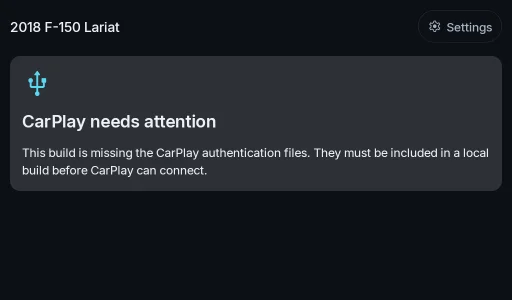 2018 F-150 Lariat
Settings
CarPlay needs attention
This build is missing the CarPlay authentication files. They must be included in a local
build before CarPlay can connect.